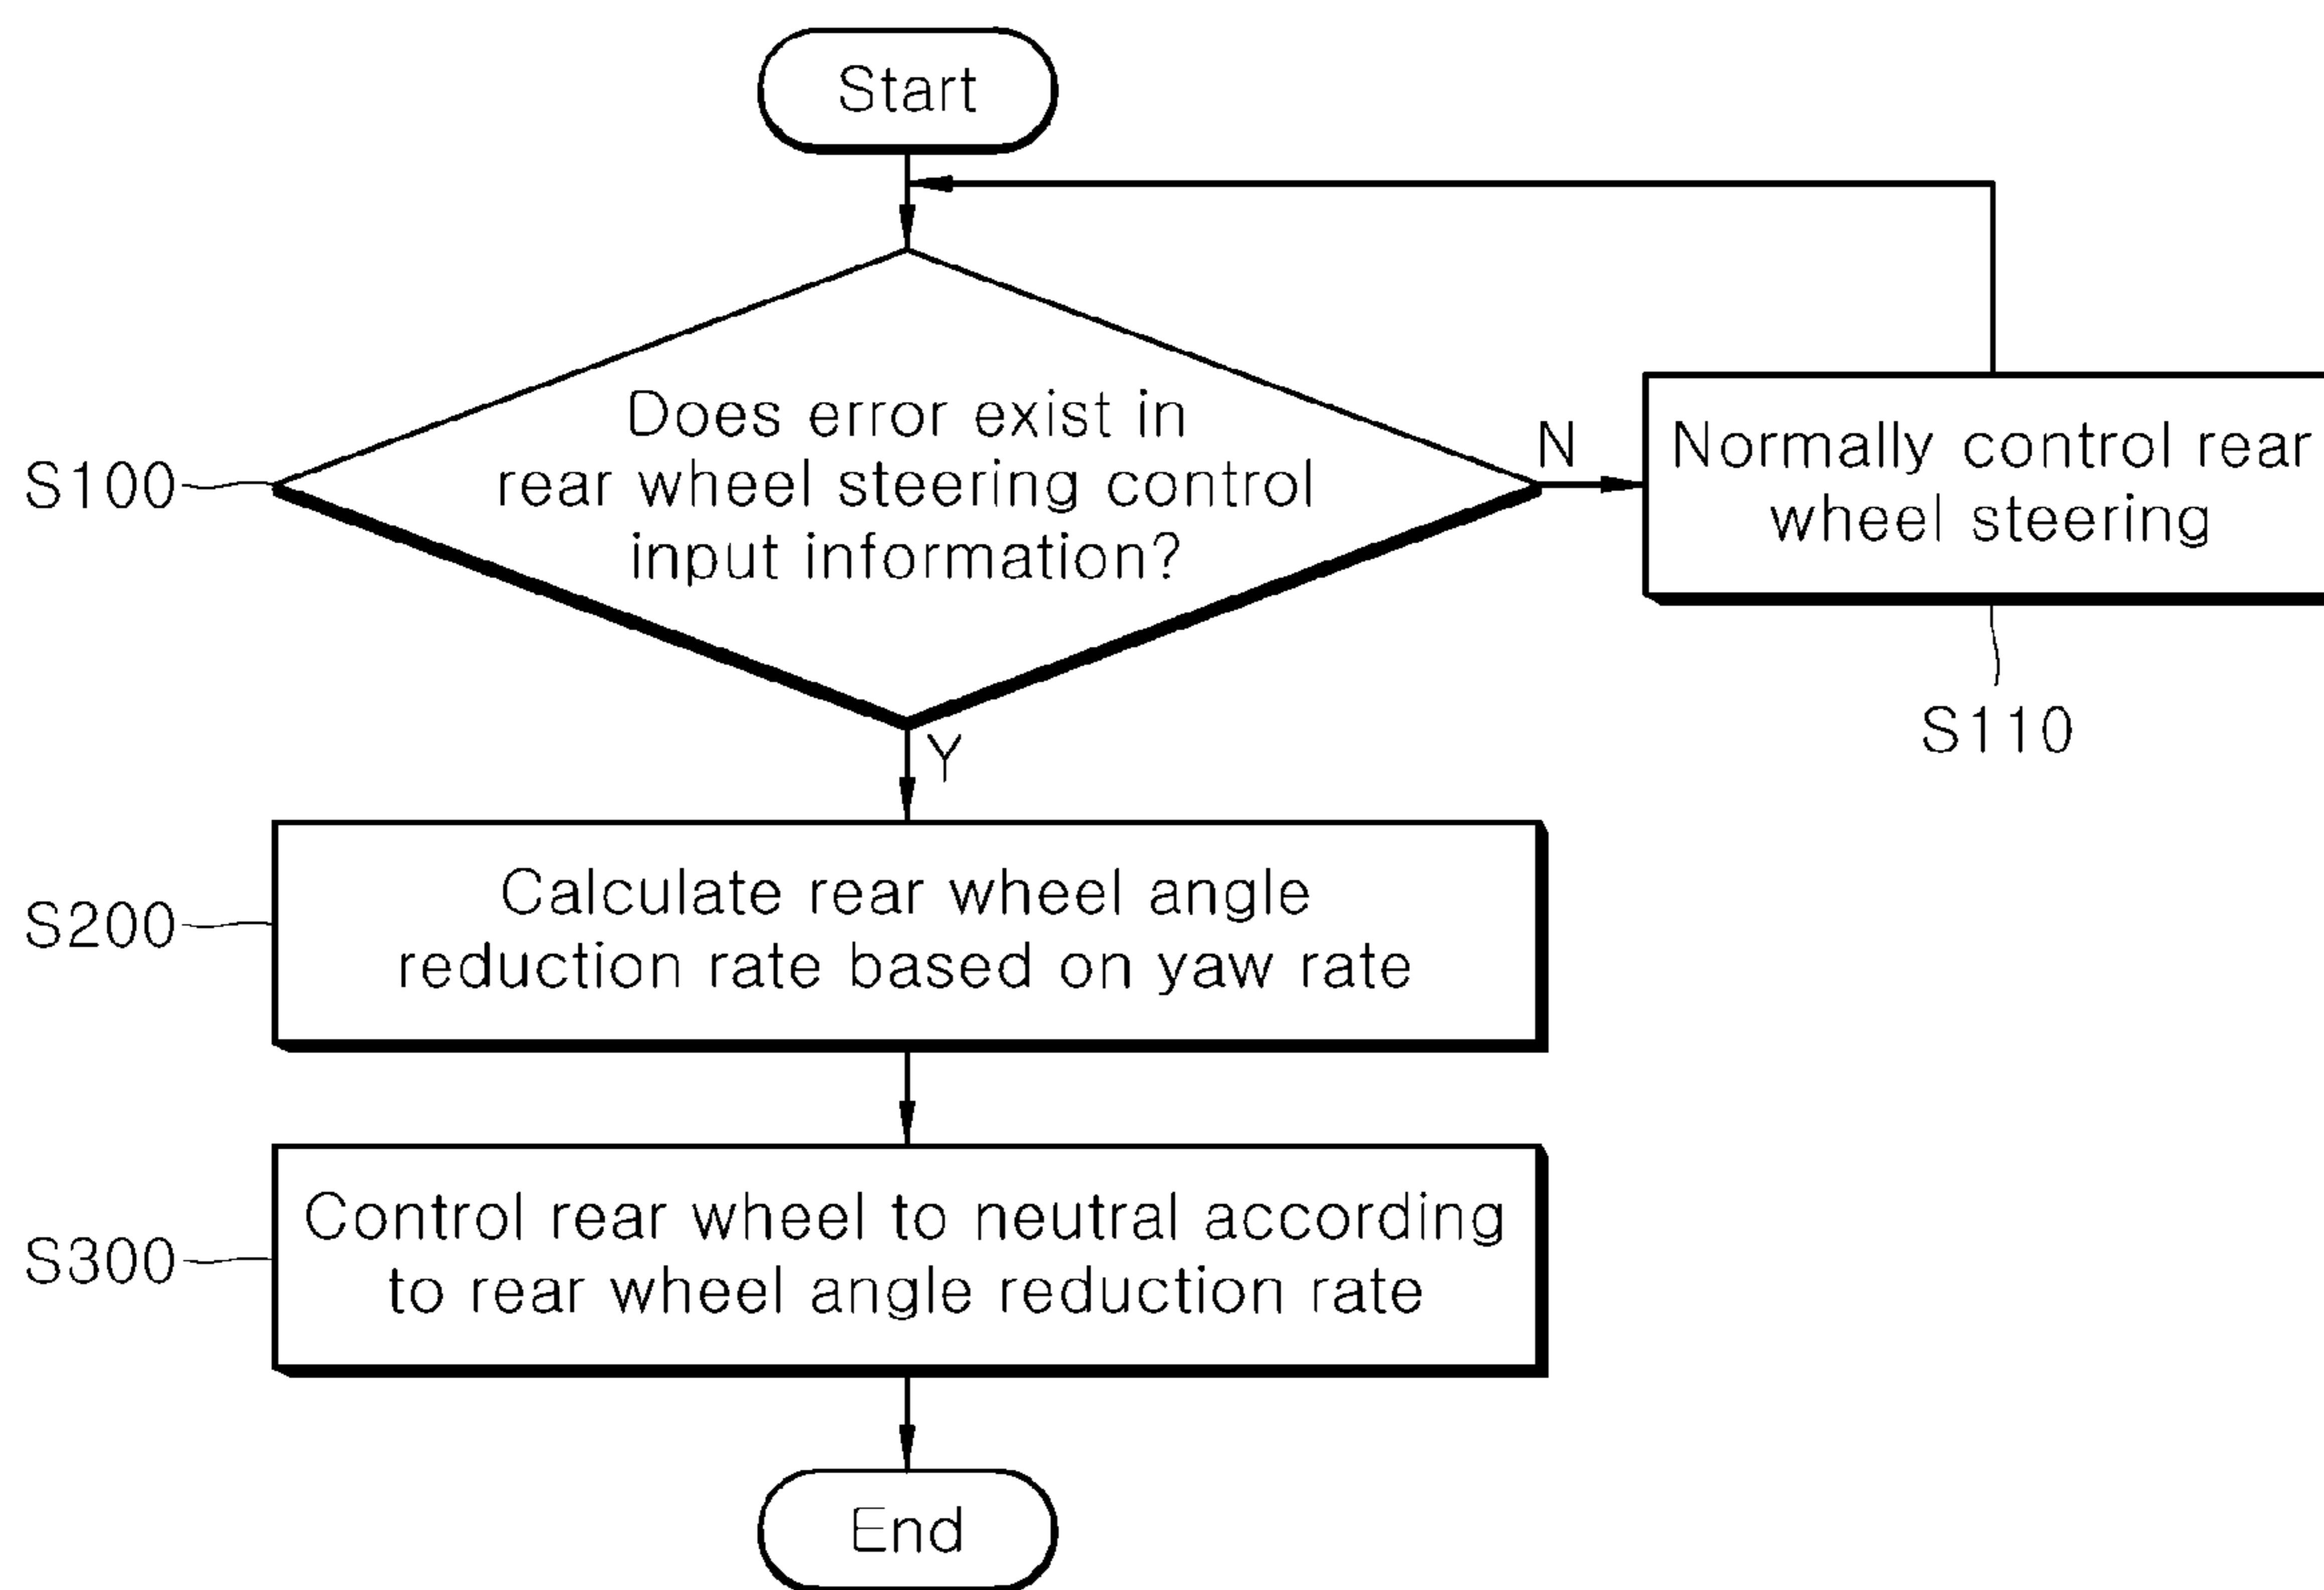 Start
Does error exist in
rear wheel steering control
input information?
S100
N
Normally control rear
wheel steering
S110
Y
Calculate rear wheel angle
reduction rate based on yaw rate
S200
Control rear wheel to neutral according
to rear wheel angle reduction rate
S300
End